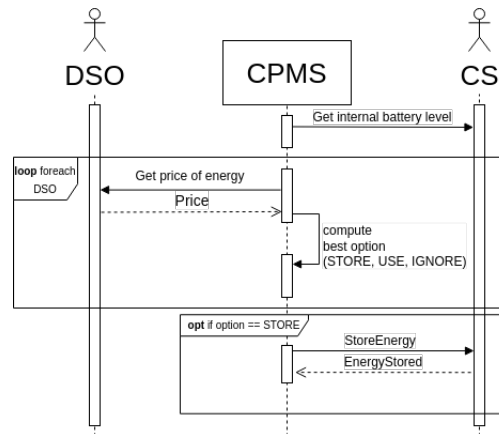 DSO
CPMS
CS
Get internal battery level
loop foreach
DSO
Get price of energy
Price
compute
best option
(STORE, USE, IGNORE)
opt if option == STORE
StoreEnergy
EnergyStored